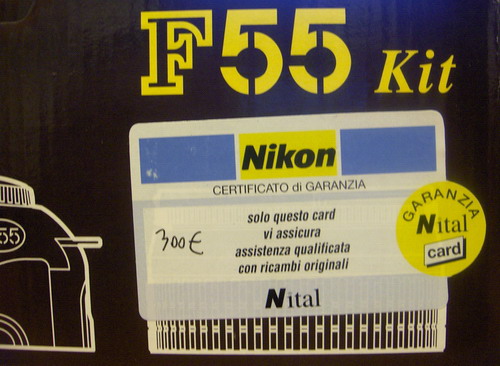 F55 Kit
Nikon
CERTIFICATO di GARANZIA
solo questo card
vi assicura
assistenza qualificata
con ricambi originali
300€
Nital
GARANZIA
Nital
card
55